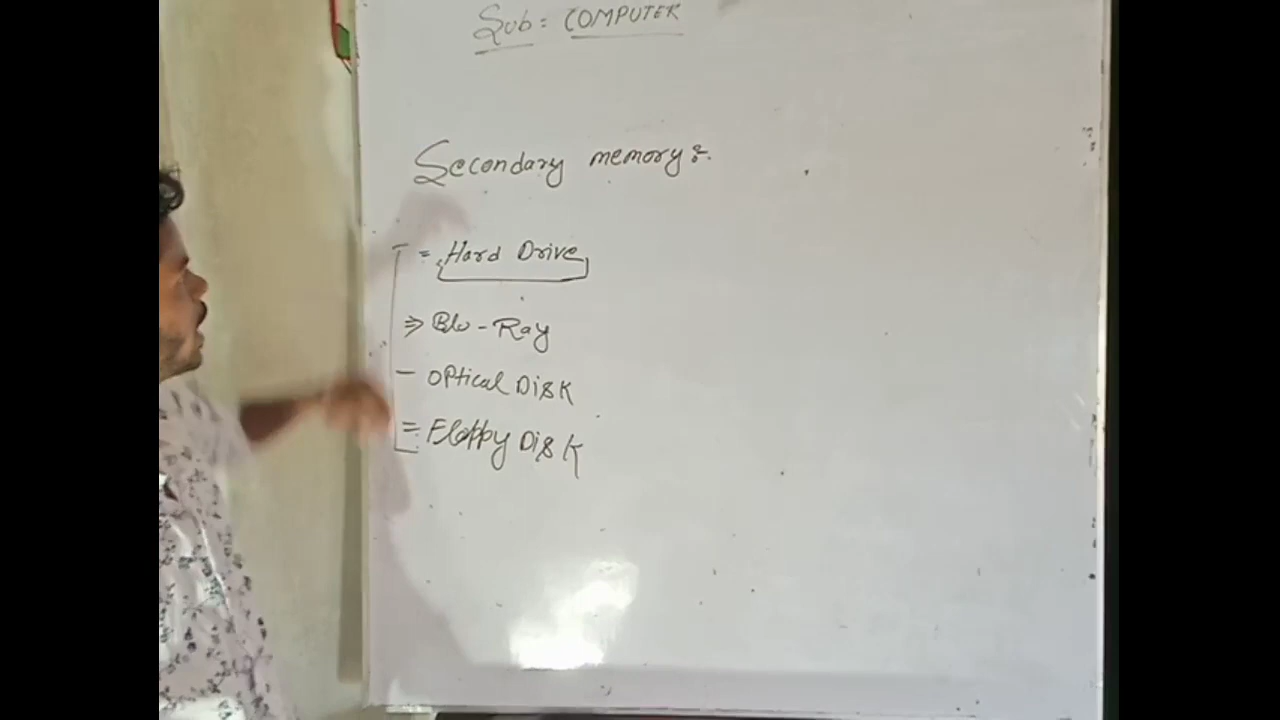 Sub: COMPUTER
Secondary memory:
= Hard Drive
⇒ Blu-Ray
- Optical Disk
= Floppy Disk